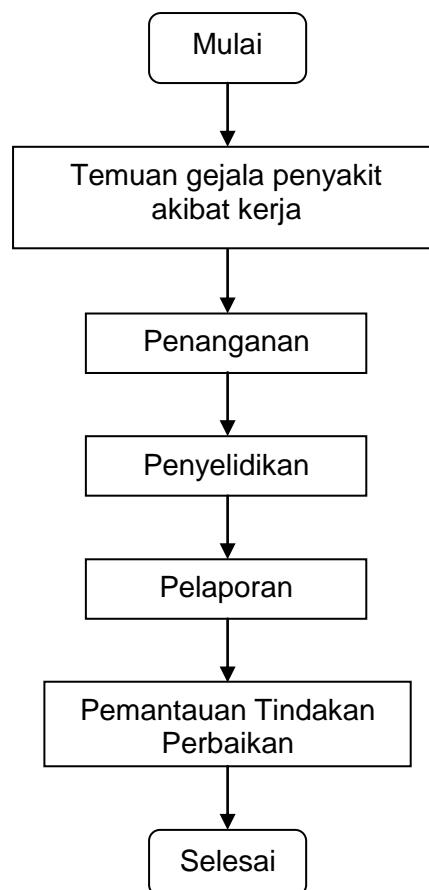 Mulai
Temuan gejala penyakit
akibat kerja
Penanganan
Penyelidikan
Pelaporan
Pemantauan Tindakan
Perbaikan
Selesai